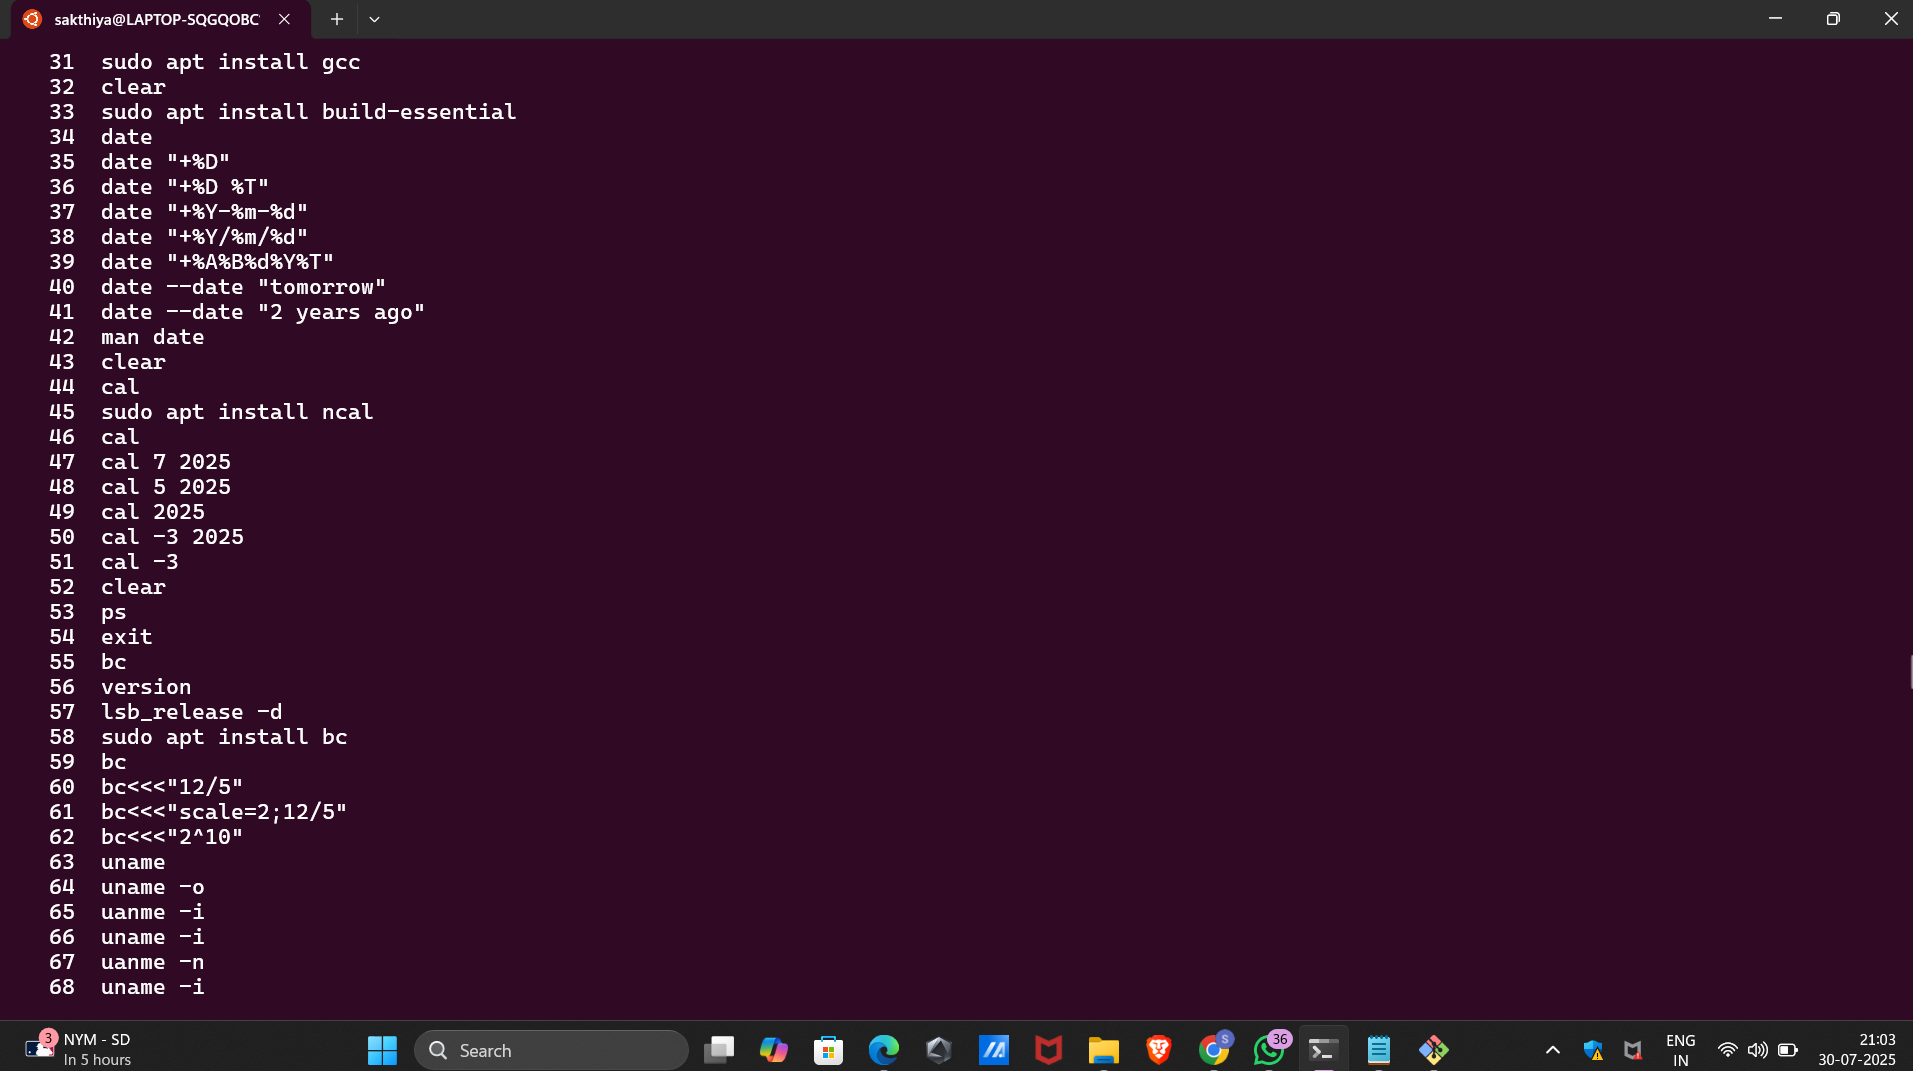 sakthiya@LAPTOP-SQGQOBC
31 sudo apt install gcc
32 clear
33 sudo apt install build-essential
34 date
35 date "+%D"
36 date "+%D %T"
37 date "+%Y-%m-%d"
38 date "+%Y/%m/%d"
39 date "+%A%B%d%Y%T"
40 date --date "tomorrow"
41 date --date "2 years ago"
42 man date
43 clear
44 cal
45 sudo apt install ncal
46 cal
47 cal 7 2025
48 cal 5 2025
49 cal 2025
50 cal -3 2025
51 cal -3
52 clear
53 ps
54 exit
55 bc
56 version
57 lsb_release -d
58 sudo apt install bc
59 bc
60 bc<<<"12/5"
61 bc<<<"scale=2;12/5"
62 bc<<<"2^10"
63 uname
64 uname -o
65 uanme -i
66 uname -i
67 uanme -n
68 uname -i
3
NYM - SD
In 5 hours
Search
S
36
ENG
IN
21:03
30-07-2025